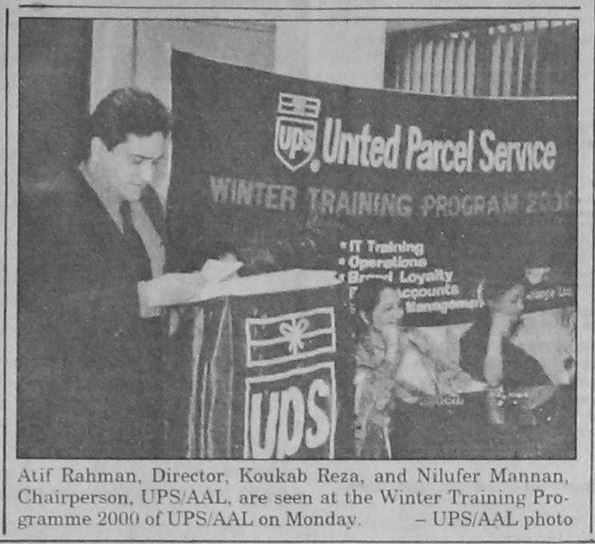 ups
United Parcel Service
WINTER TRAINING PROGRAM 2000
• IT Training
• Operations
• Brand Loyalty
Accounts
Management
UPS
Atif Rahman, Director, Koukab Reza, and Nilufer Mannan,
Chairperson, UPS/AAL, are seen at the Winter Training Pro-
gramme 2000 of UPS/AAL on Monday. – UPS/AAL photo